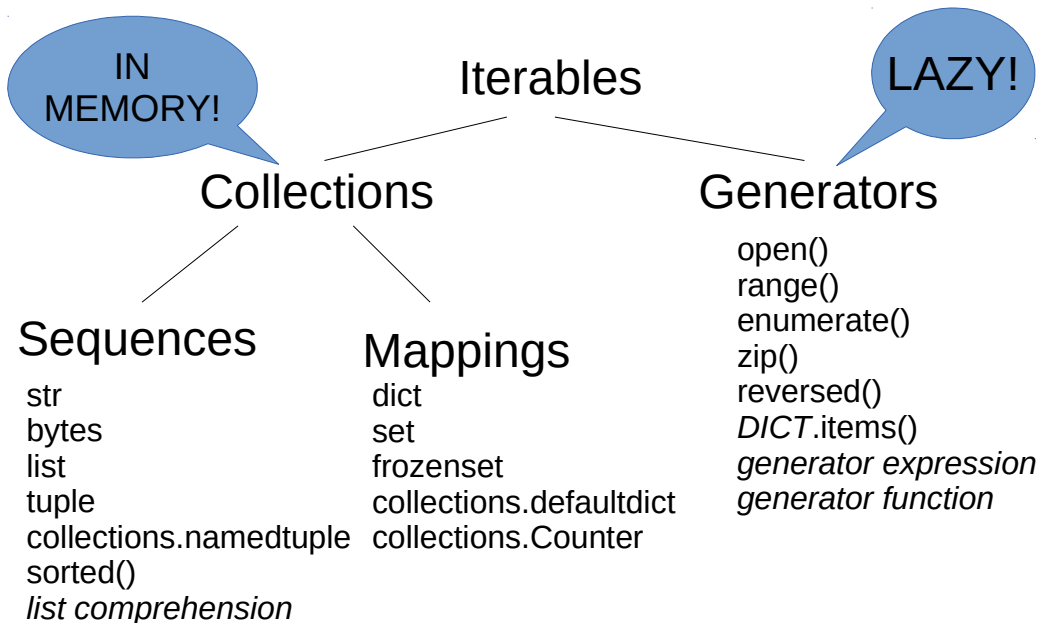 IN
MEMORY!
Iterables
LAZY!
Collections
Generators
Sequences
str
bytes
list
tuple
collections.namedtuple
sorted()
list comprehension
Mappings
dict
set
frozenset
collections.defaultdict
collections.Counter
open()
range()
enumerate()
zip()
reversed()
DICT.items()
generator expression
generator function